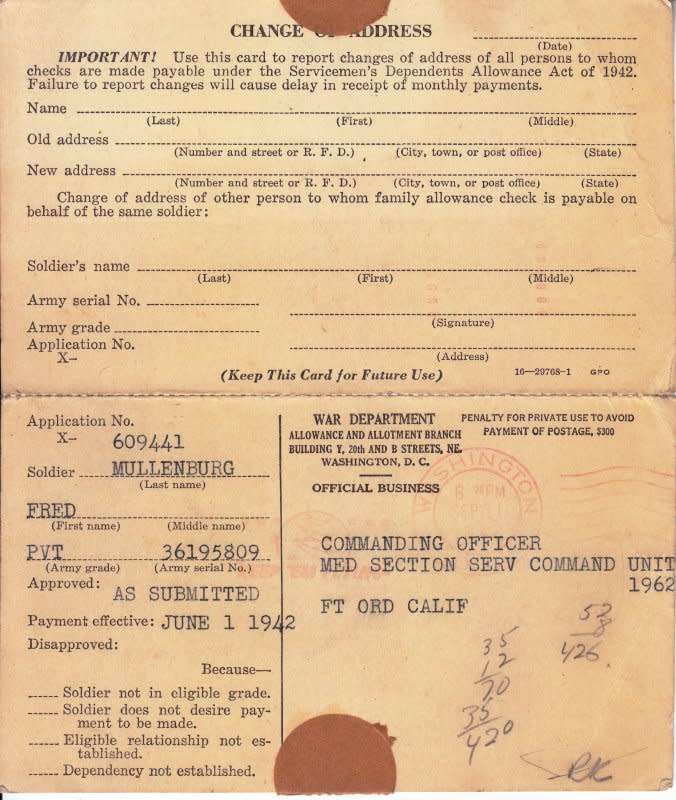 CHANGE OF ADDRESS
(Date)
IMPORTANT! Use this card to report changes of address of all persons to whom
checks are made payable under the Servicemen's Dependents Allowance Act of 1942.
Failure to report changes will cause delay in receipt of monthly payments.
Name
(Last) (First) (Middle)
Old address
(Number and street or R. F. D.) (City, town, or post office) (State)
New address
(Number and street or R. F. D.) (City, town, or post office) (State)
Change of address of other person to whom family allowance check is payable on
behalf of the same soldier:
Soldier's name
(Last) (First) (Middle)
Army serial No.
(Signature)
Army grade
Application No.
X–
(Address)
(Keep This Card for Future Use) 16—29768-1 GPO
Application No.
X– 609441
Soldier MULLENBURG
(Last name)
FRED
(First name) (Middle name)
PVT 36195809
(Army grade) (Army serial No.)
Approved:
AS SUBMITTED
Payment effective: JUNE 1 1942
Disapproved:
Because—
Soldier not in eligible grade.
Soldier does not desire pay-
ment to be made.
Eligible relationship not es-
tablished.
Dependency not established.
WAR DEPARTMENT
ALLOWANCE AND ALLOTMENT BRANCH
BUILDING Y, 20th AND B STREETS, NE.
WASHINGTON, D. C.
OFFICIAL BUSINESS
PENALTY FOR PRIVATE USE TO AVOID
PAYMENT OF POSTAGE, $300
WASHINGTON
COMMANDING OFFICER
MED SECTION SERV COMMAND UNIT
1962
FT ORD CALIF
35
12
70
35
420
52
8
426